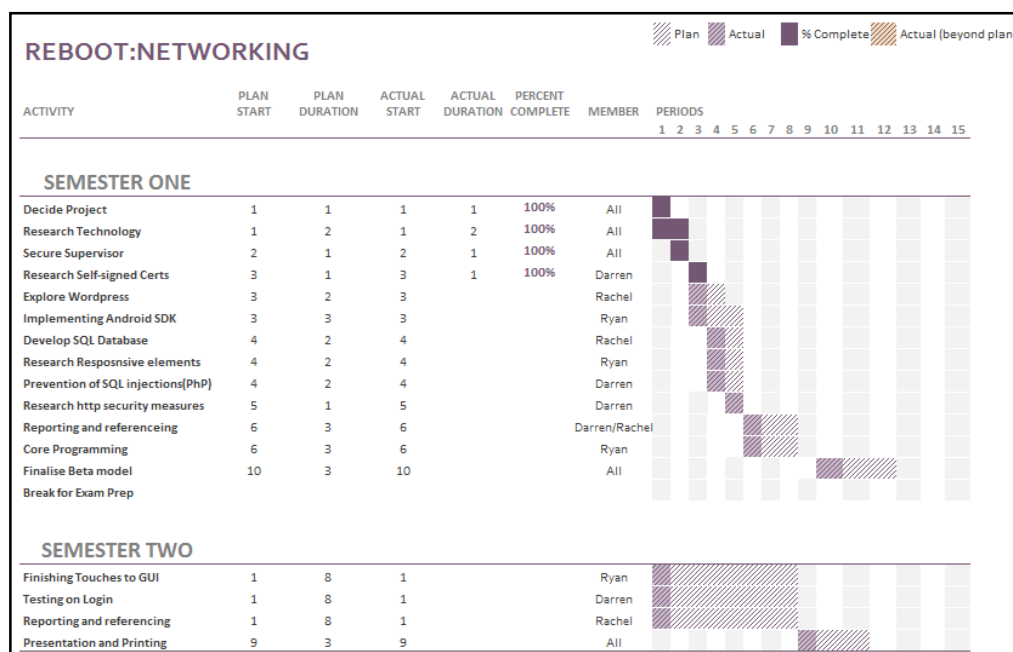 Plan Actual % Complete Actual (beyond plan
REBOOT:NETWORKING
PLAN PLAN ACTUAL ACTUAL PERCENT
ACTIVITY START DURATION START DURATION COMPLETE MEMBER PERIODS
1 2 3 4 5 6 7 8 9 10 11 12 13 14 15
SEMESTER ONE
Decide Project 1 1 1 1 100% All
Research Technology 1 2 1 2 100% All
Secure Supervisor 2 1 2 1 100% All
Research Self-signed Certs 3 1 3 1 100% Darren
Explore Wordpress 3 2 3 Rachel
Implementing Android SDK 3 3 3 Ryan
Develop SQL Database 4 2 4 Rachel
Research Resposnsive elements 4 2 4 Ryan
Prevention of SQL injections(PhP) 4 2 4 Darren
Research http security measures 5 1 5 Darren
Reporting and referenceing 6 3 6 Darren/Rachel
Core Programming 6 3 6 Ryan
Finalise Beta model 10 3 10 All
Break for Exam Prep
SEMESTER TWO
Finishing Touches to GUI 1 8 1 Ryan
Testing on Login 1 8 1 Darren
Reporting and referencing 1 8 1 Rachel
Presentation and Printing 9 3 9 All